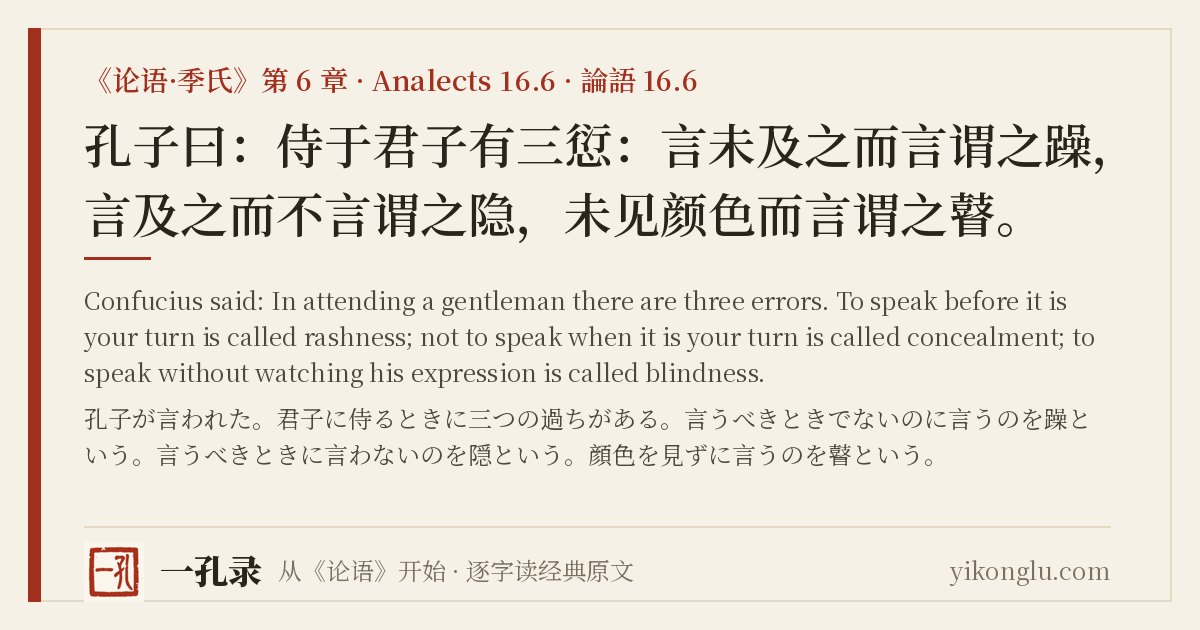 《论语·季氏》第 6 章 · Analects 16.6 · 論語 16.6
孔子曰：侍于君子有三愆：言未及之而言谓之躁，
言及之而不言谓之隐，未见颜色而言谓之瞽。
Confucius said: In attending a gentleman there are three errors. To speak before it is
your turn is called rashness; not to speak when it is your turn is called concealment; to
speak without watching his expression is called blindness.
孔子が言われた。君子に侍るときに三つの過ちがある。言うべきときでないのに言うのを躁と
いう。言うべきときに言わないのを隠という。顔色を見ずに言うのを瞽という。
一孔
一孔录 从《论语》开始 · 逐字读经典原文 yikonglu.com